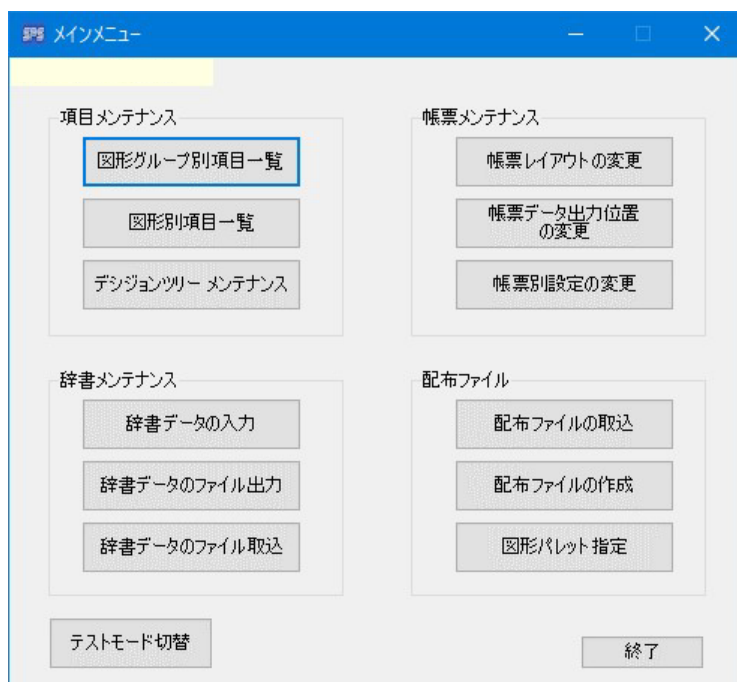 SPS メインメニュー
項目メンテナンス
図形グループ別項目一覧
図形別項目一覧
デシジョンツリー メンテナンス
帳票メンテナンス
帳票レイアウトの変更
帳票データ出力位置
の変更
帳票別設定の変更
辞書メンテナンス
辞書データの入力
辞書データのファイル出力
辞書データのファイル取込
配布ファイル
配布ファイルの取込
配布ファイルの作成
図形パレット指定
テストモード切替
終了